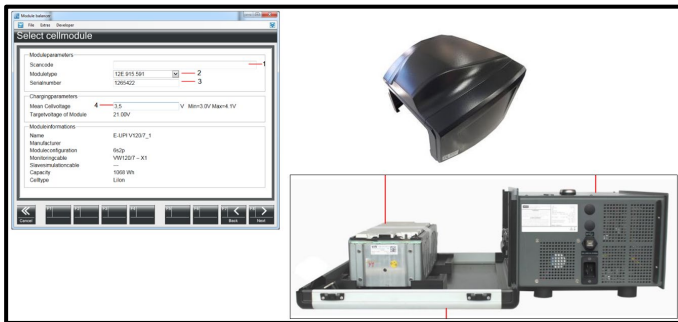 Module balancer
File Extras Developer
Select cellmodule
Moduleparameters
Scancode 1
Moduletype 12E 915 591 2
Serialnumber 1265422 3
Chargingparameters
Mean Cellvoltage 4 3,5 V Min=3.0V Max=4.1V
Targetvoltage of Module 21.00V
Moduleinformations
Name E-UPI V120/7_1
Manufacturer
Moduleconfiguration 6s2p
Monitoringcable VW120/7 – X1
Slavesimulationcable ---
Capacity 1068 Wh
Celltype LiIon
Cancel Back Next